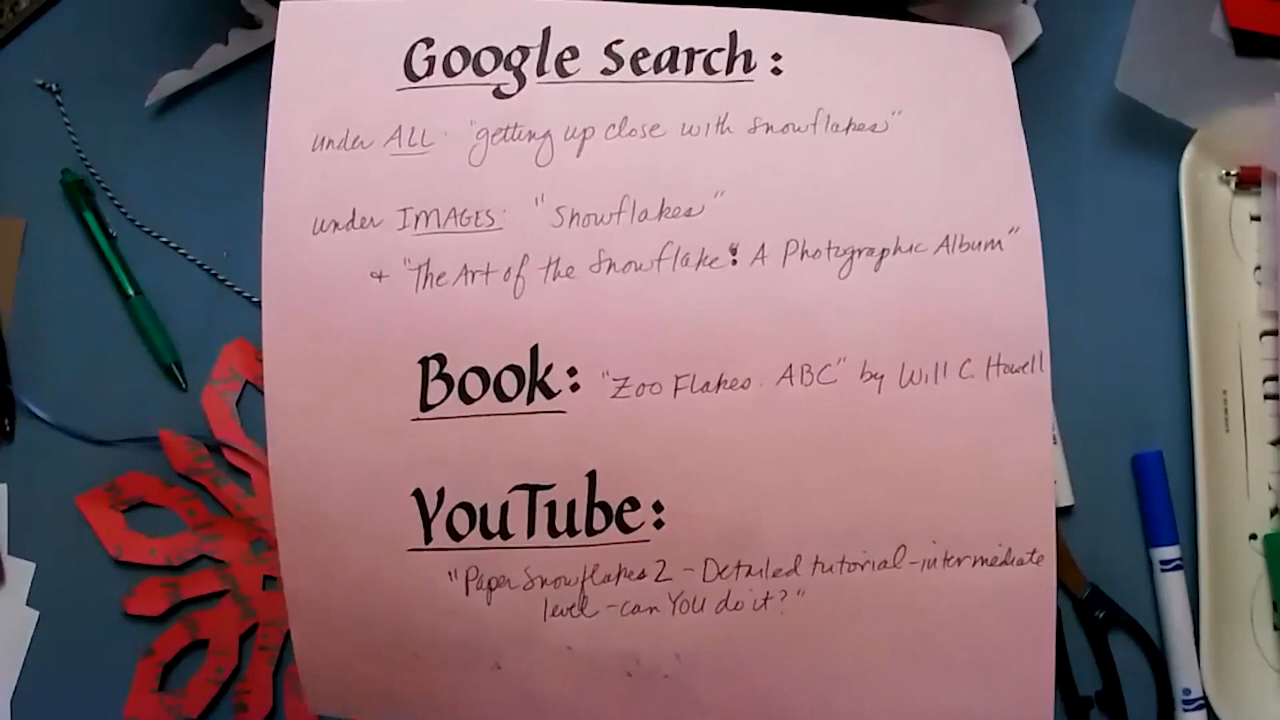 Google Search:
under ALL: "getting up close with snowflakes"
under IMAGES: "Snowflakes"
+ "The Art of the Snowflake: A Photographic Album"
Book: "Zoo Flakes ABC" by Will C. Howell
YouTube:
"Paper Snowflakes 2 - Detailed tutorial - intermediate
level - can YOU do it?"